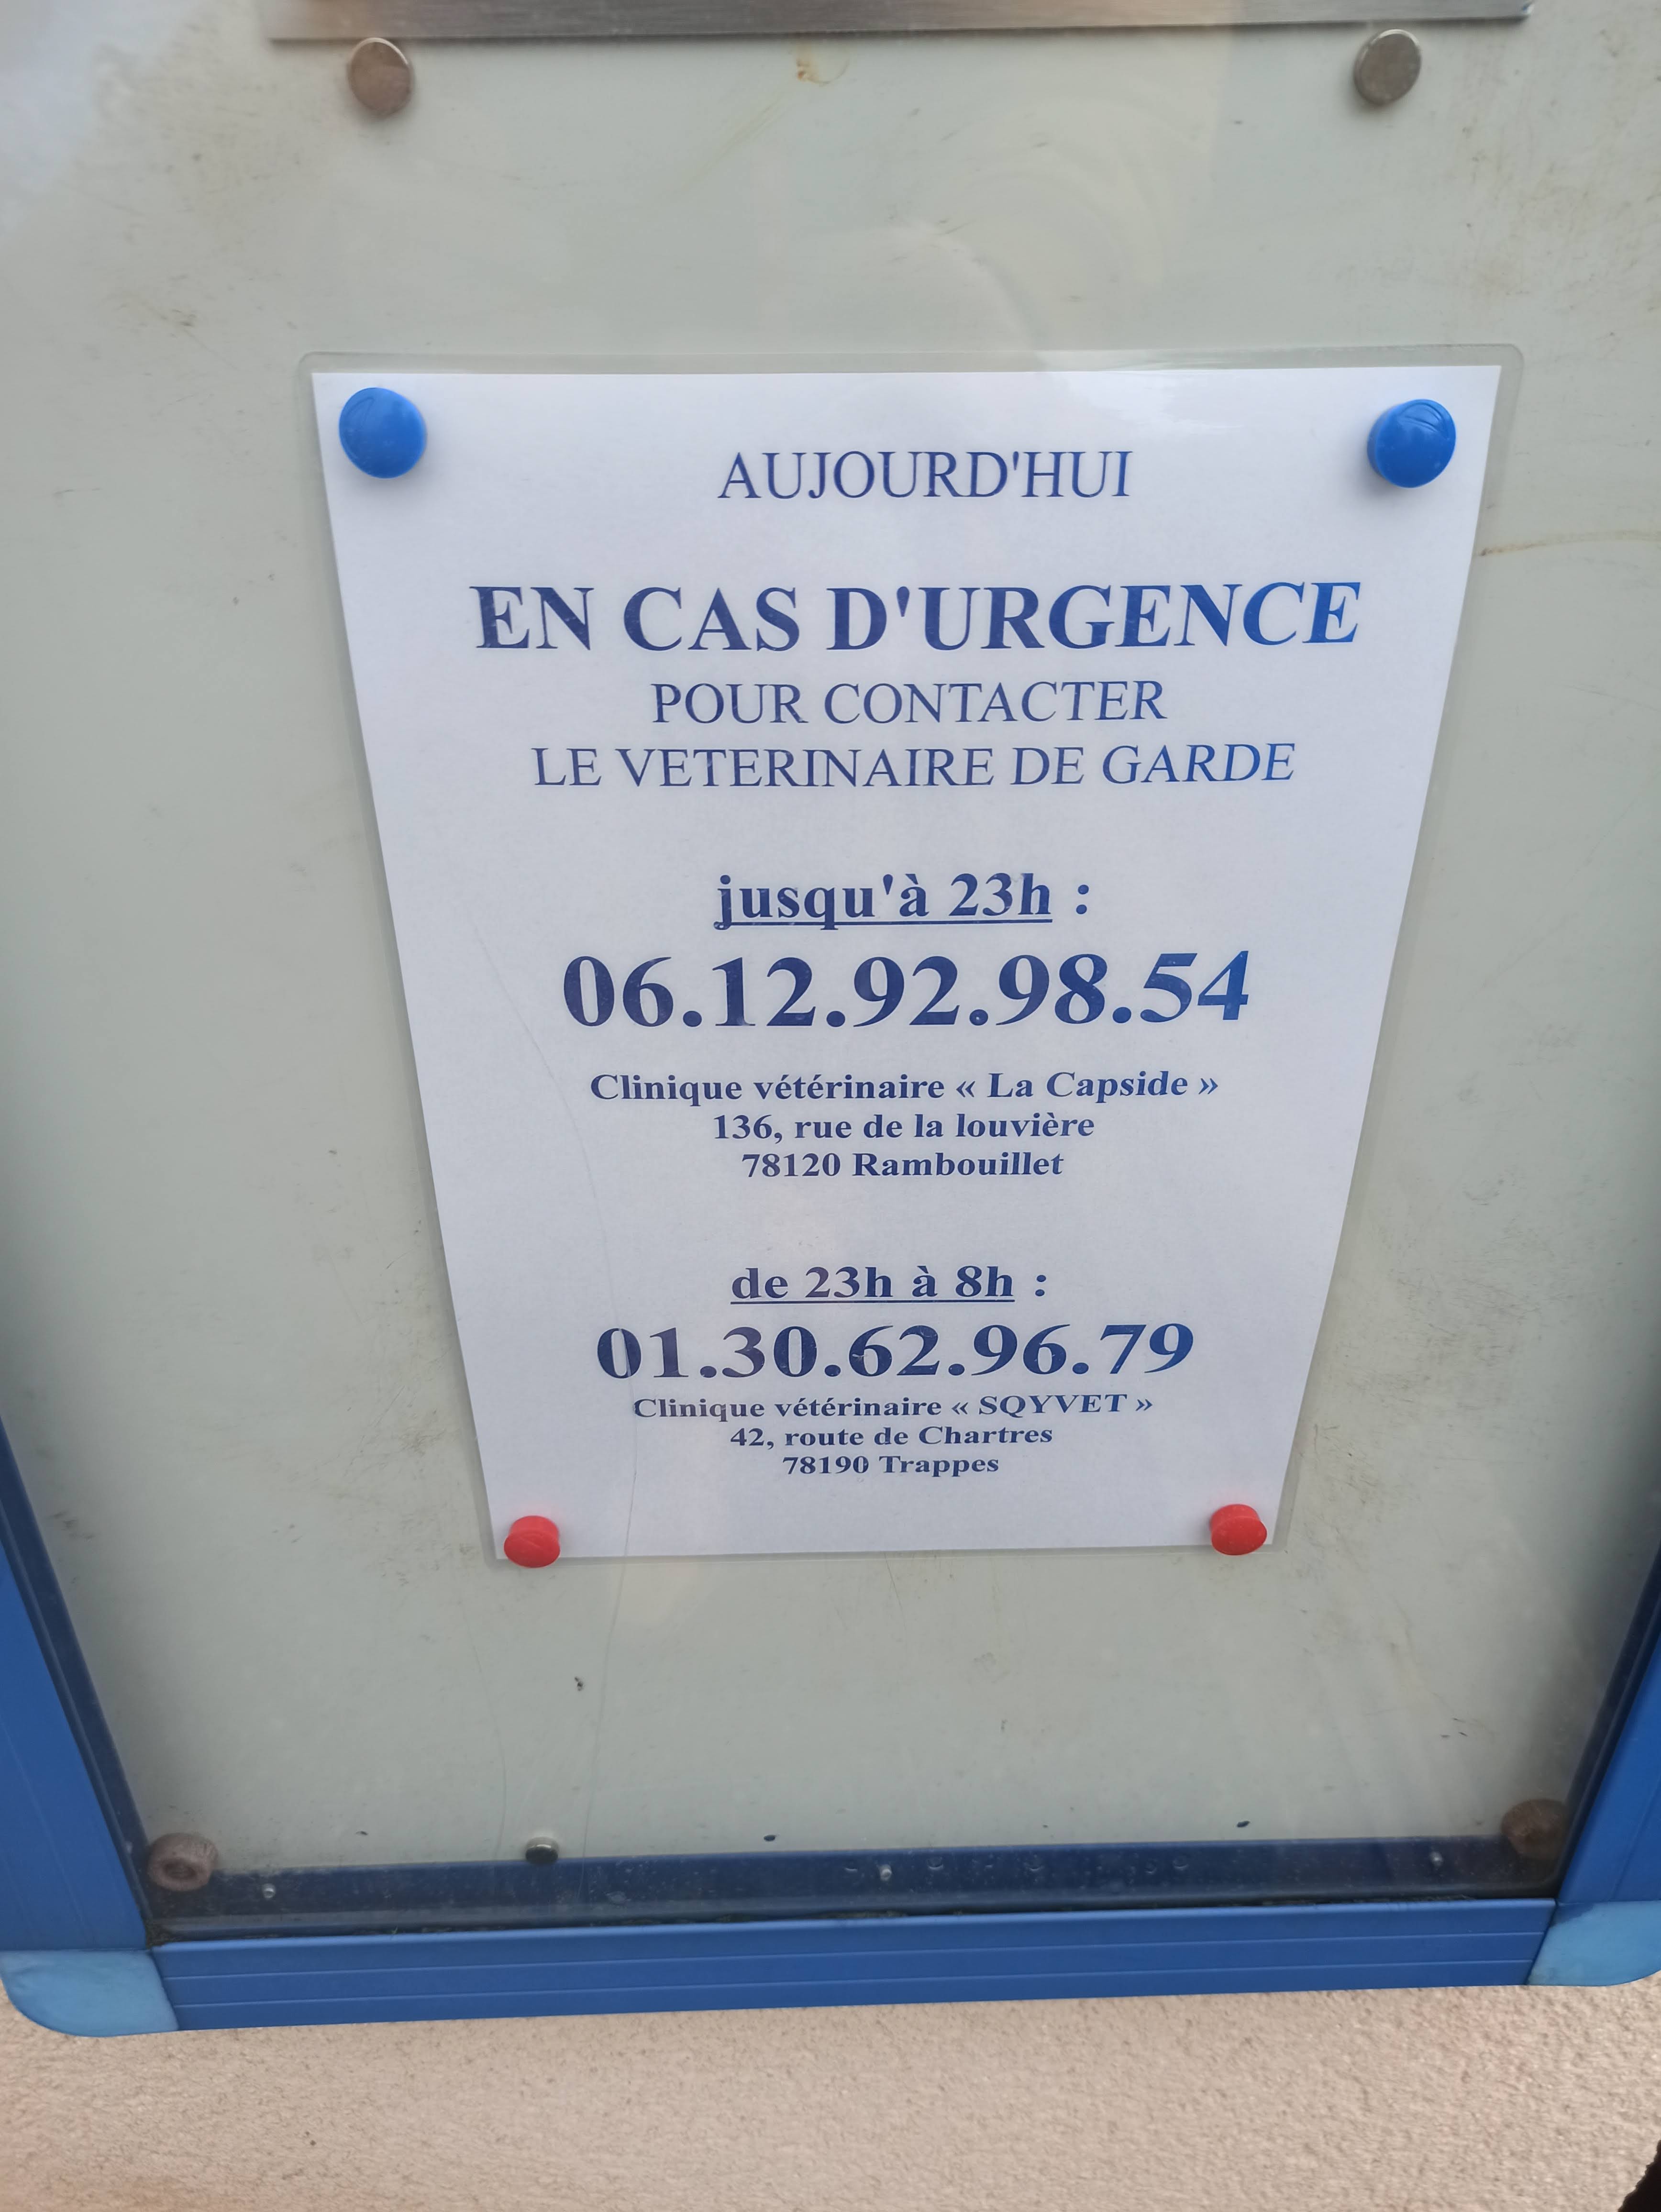 AUJOURD'HUI
EN CAS D'URGENCE
POUR CONTACTER
LE VETERINAIRE DE GARDE
jusqu'à 23h :
06.12.92.98.54
Clinique vétérinaire « La Capside »
136, rue de la louvière
78120 Rambouillet
de 23h à 8h :
01.30.62.96.79
Clinique vétérinaire « SQYVET »
42, route de Chartres
78190 Trappes